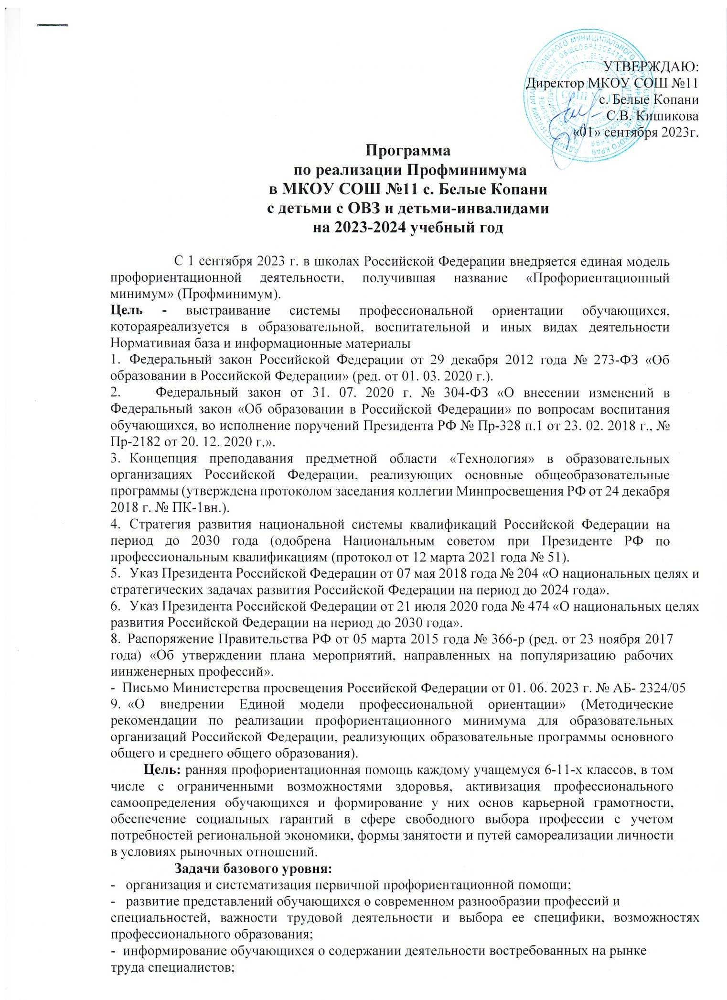 УТВЕРЖДАЮ:
Директор МКОУ СОШ №11
с. Белые Копани
С.В. Кишикова
«01» сентября 2023г.
Программа
по реализации Профминимума
в МКОУ СОШ №11 с. Белые Копани
с детьми с ОВЗ и детьми-инвалидами
на 2023-2024 учебный год
С 1 сентября 2023 г. в школах Российской Федерации внедряется единая модель
профориентационной деятельности, получившая название «Профориентационный
минимум» (Профминимум).
Цель - выстраивание системы профессиональной ориентации обучающихся,
котораяреализуется в образовательной, воспитательной и иных видах деятельности
Нормативная база и информационные материалы
1. Федеральный закон Российской Федерации от 29 декабря 2012 года № 273-ФЗ «Об
образовании в Российской Федерации» (ред. от 01. 03. 2020 г.).
2. Федеральный закон от 31. 07. 2020 г. № 304-ФЗ «О внесении изменений в
Федеральный закон «Об образовании в Российской Федерации» по вопросам воспитания
обучающихся, во исполнение поручений Президента РФ № Пр-328 п.1 от 23. 02. 2018 г., №
Пр-2182 от 20. 12. 2020 г.».
3. Концепция преподавания предметной области «Технология» в образовательных
организациях Российской Федерации, реализующих основные общеобразовательные
программы (утверждена протоколом заседания коллегии Минпросвещения РФ от 24 декабря
2018 г. № ПК-1вн.).
4. Стратегия развития национальной системы квалификаций Российской Федерации на
период до 2030 года (одобрена Национальным советом при Президенте РФ по
профессиональным квалификациям (протокол от 12 марта 2021 года № 51).
5. Указ Президента Российской Федерации от 07 мая 2018 года № 204 «О национальных целях и
стратегических задачах развития Российской Федерации на период до 2024 года».
6. Указ Президента Российской Федерации от 21 июля 2020 года № 474 «О национальных целях
развития Российской Федерации на период до 2030 года».
8. Распоряжение Правительства РФ от 05 марта 2015 года № 366-р (ред. от 23 ноября 2017
года) «Об утверждении плана мероприятий, направленных на популяризацию рабочих
иинженерных профессий».
- Письмо Министерства просвещения Российской Федерации от 01. 06. 2023 г. № АБ- 2324/05
9. «О внедрении Единой модели профессиональной ориентации» (Методические
рекомендации по реализации профориентационного минимума для образовательных
организаций Российской Федерации, реализующих образовательные программы основного
общего и среднего общего образования).
Цель: ранняя профориентационная помощь каждому учащемуся 6-11-х классов, в том
числе с ограниченными возможностями здоровья, активизация профессионального
самоопределения обучающихся и формирование у них основ карьерной грамотности,
обеспечение социальных гарантий в сфере свободного выбора профессии с учетом
потребностей региональной экономики, формы занятости и путей самореализации личности
в условиях рыночных отношений.
Задачи базового уровня:
- организация и систематизация первичной профориентационной помощи;
- развитие представлений обучающихся о современном разнообразии профессий и
специальностей, важности трудовой деятельности и выбора ее специфики, возможностях
профессионального образования;
- информирование обучающихся о содержании деятельности востребованных на рынке
труда специалистов;